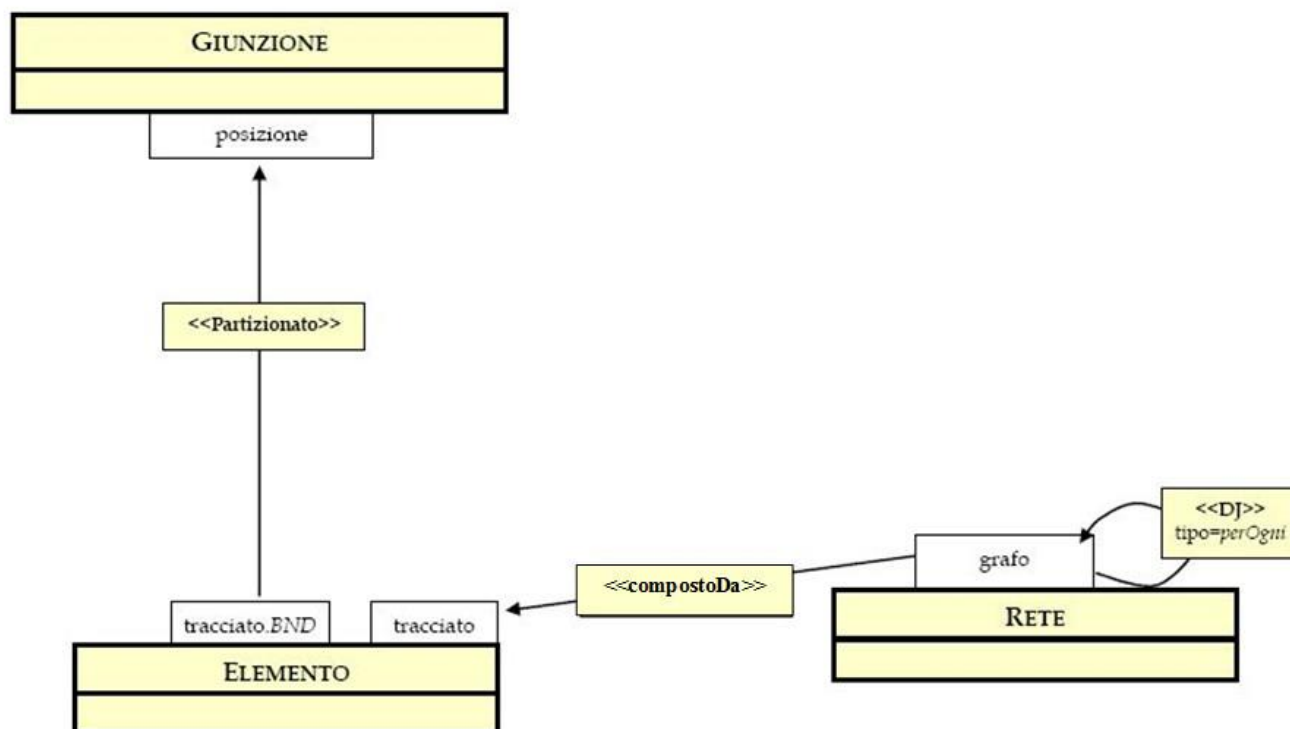 GIUNZIONE
posizione
<<Partizionato>>
<<DJ>>
tipo=perOgni
grafo
<<compostoDa>>
RETE
tracciato.BND
tracciato
ELEMENTO